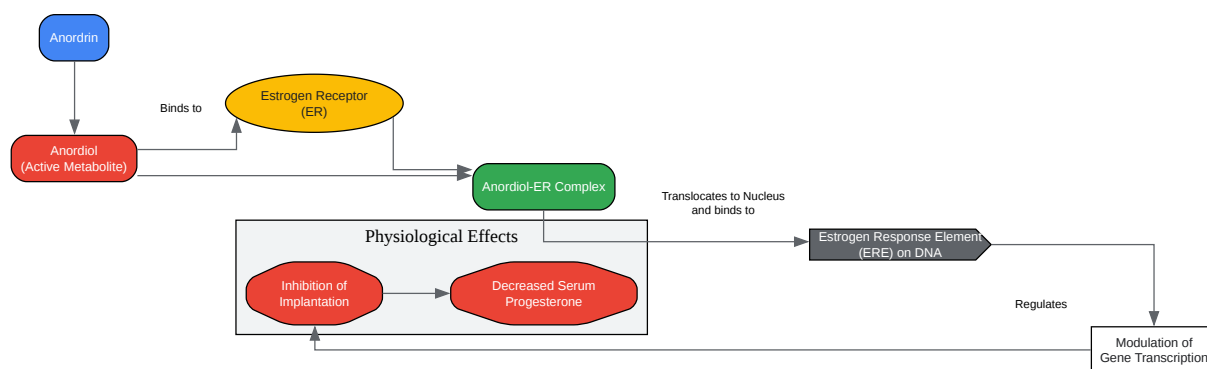 Anordrin
Binds to
Estrogen Receptor
(ER)
Anordiol
(Active Metabolite)
Anordiol-ER Complex
Translocates to Nucleus
and binds to
Estrogen Response Element
(ERE) on DNA
Physiological Effects
Inhibition of
Implantation
Decreased Serum
Progesterone
Regulates
Modulation of
Gene Transcription